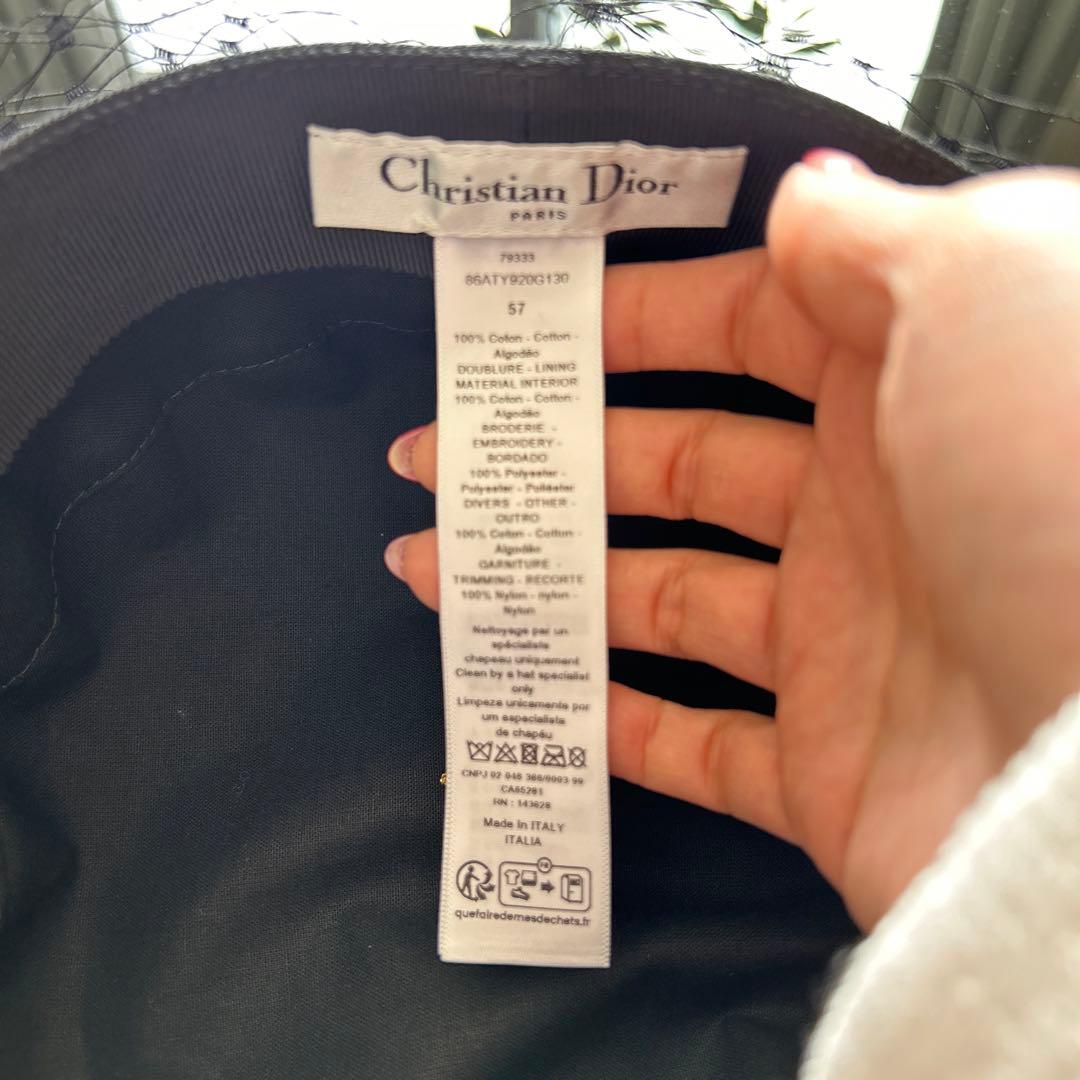 Christian Dior
PARIS
79333
86ATY920G130
57
100% Coton - Cotton -
Algodão
DOUBLURE - LINING
MATERIAL INTERIOR
100% Coton - Cotton -
Algodão
BRODERIE -
EMBROIDERY -
BORDADO
100% Polyester -
Polyester - Poliéster
DIVERS - OTHER -
OUTRO
100% Coton - Cotton -
Algodão
GARNITURE -
TRIMMING - RECORTE
100% Nylon - nylon -
Nylon
Nettoyage par un
spécialiste
chapeau uniquement
Clean by a hat specialist
only
Limpeza unicamente por
um especialista
de chapéu
CNPJ 02 048 366/0003 99
CA65281
RN : 143628
Made in ITALY
ITALIA
FR
quefairedemesdechets.fr